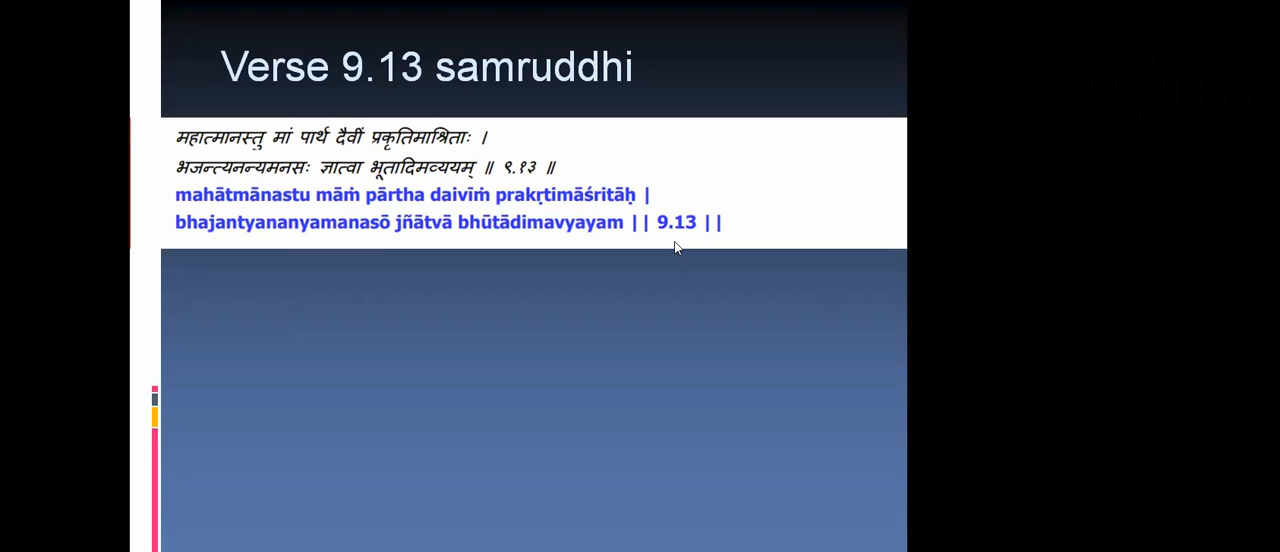 Verse 9.13 samruddhi
महात्मानस्तु मां पार्थ दैवीं प्रकृतिमाश्रिताः ।
भजन्त्यनन्यमनसः ज्ञात्वा भूतादिमव्ययम् ॥ ९.१३ ॥
mahātmānastu māṁ pārtha daivīṁ prakṛtimāśritāḥ |
bhajantyananyamanasō jñātvā bhūtādimavyayam || 9.13 ||